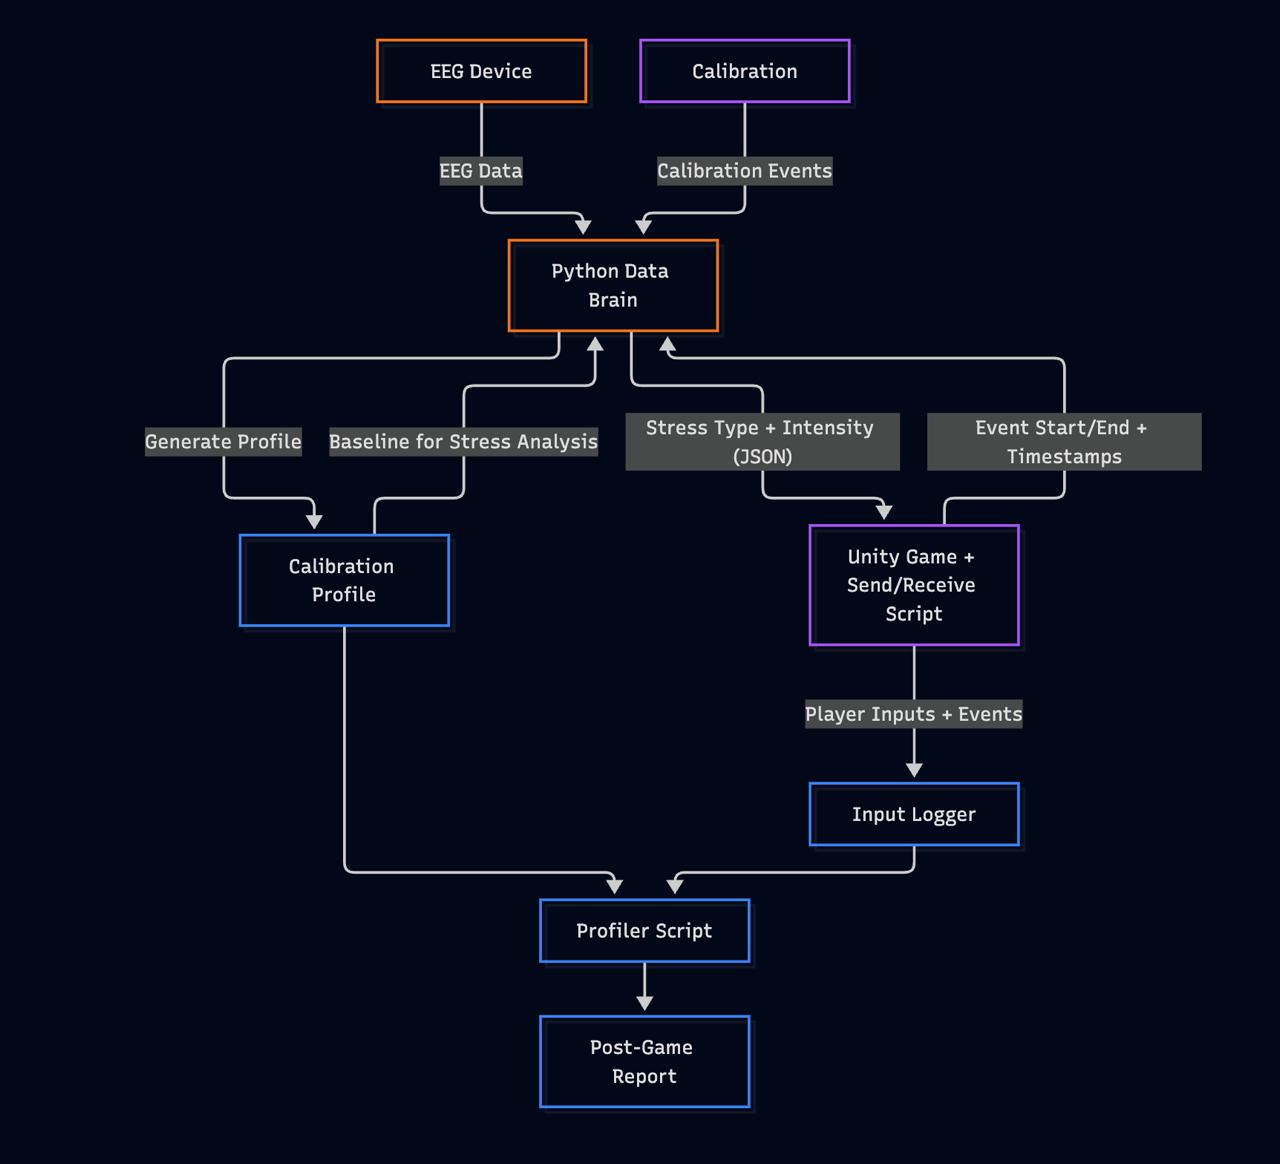 EEG Device
Calibration
EEG Data
Calibration Events
Python Data
Brain
Generate Profile
Baseline for Stress Analysis
Stress Type + Intensity
(JSON)
Event Start/End +
Timestamps
Calibration
Profile
Unity Game +
Send/Receive
Script
Player Inputs + Events
Input Logger
Profiler Script
Post-Game
Report